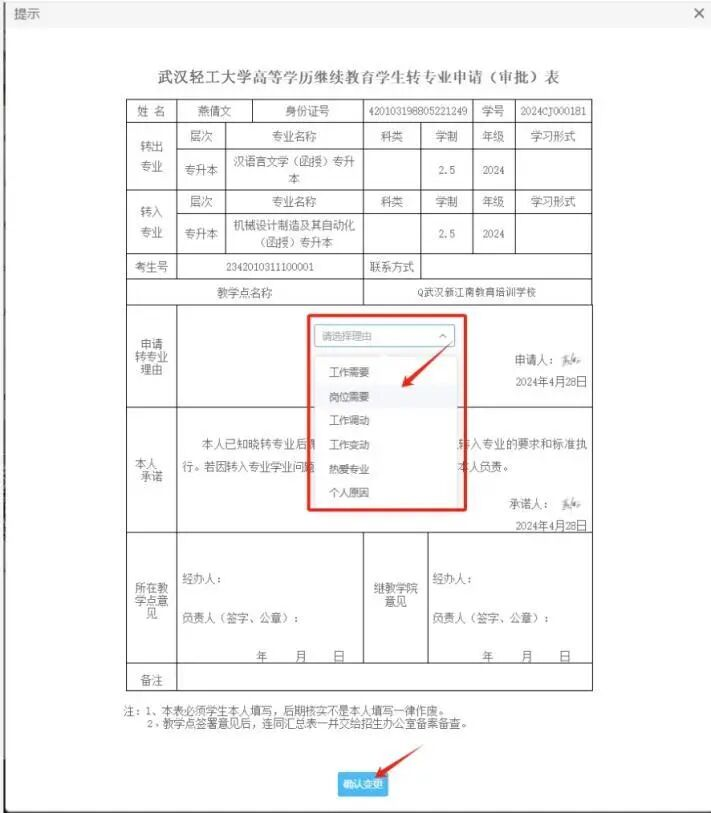 提示
武汉轻工大学高等学历继续教育学生转专业申请（审批）表
姓 名 燕倩文 身份证号 420103198805221249 学号 2024CJ000181
转出专业 层次 专业名称 科类 学制 年级 学习形式
专升本 汉语言文学（函授）专升本 2.5 2024
转入专业 层次 专业名称 科类 学制 年级 学习形式
专升本 机械设计制造及其自动化（函授）专升本 2.5 2024
考生号 2342010311100001 联系方式
教学点名称 Q武汉新江南教育培训学校
申请
转专业
理由
请选择理由
工作需要
岗位需要
工作调动
工作变动
热爱专业
个人原因
申请人：
2024年4月28日
本人
承诺
本人已知晓转专业后
转入专业的要求和标准执
行。若因转入专业学业问题
本人负责。
承诺人：
2024年4月28日
所在教
学点意
见
经办人：
负责人（签字、公章）：
年 月 日
继教学院
意见
经办人：
负责人（签字、公章）：
年 月 日
备注
注：1、本表必须学生本人填写，后期核实不是本人填写一律作废。
2、教学点签署意见后，连同汇总表一并交给招生办公室备案备查。
确认变更